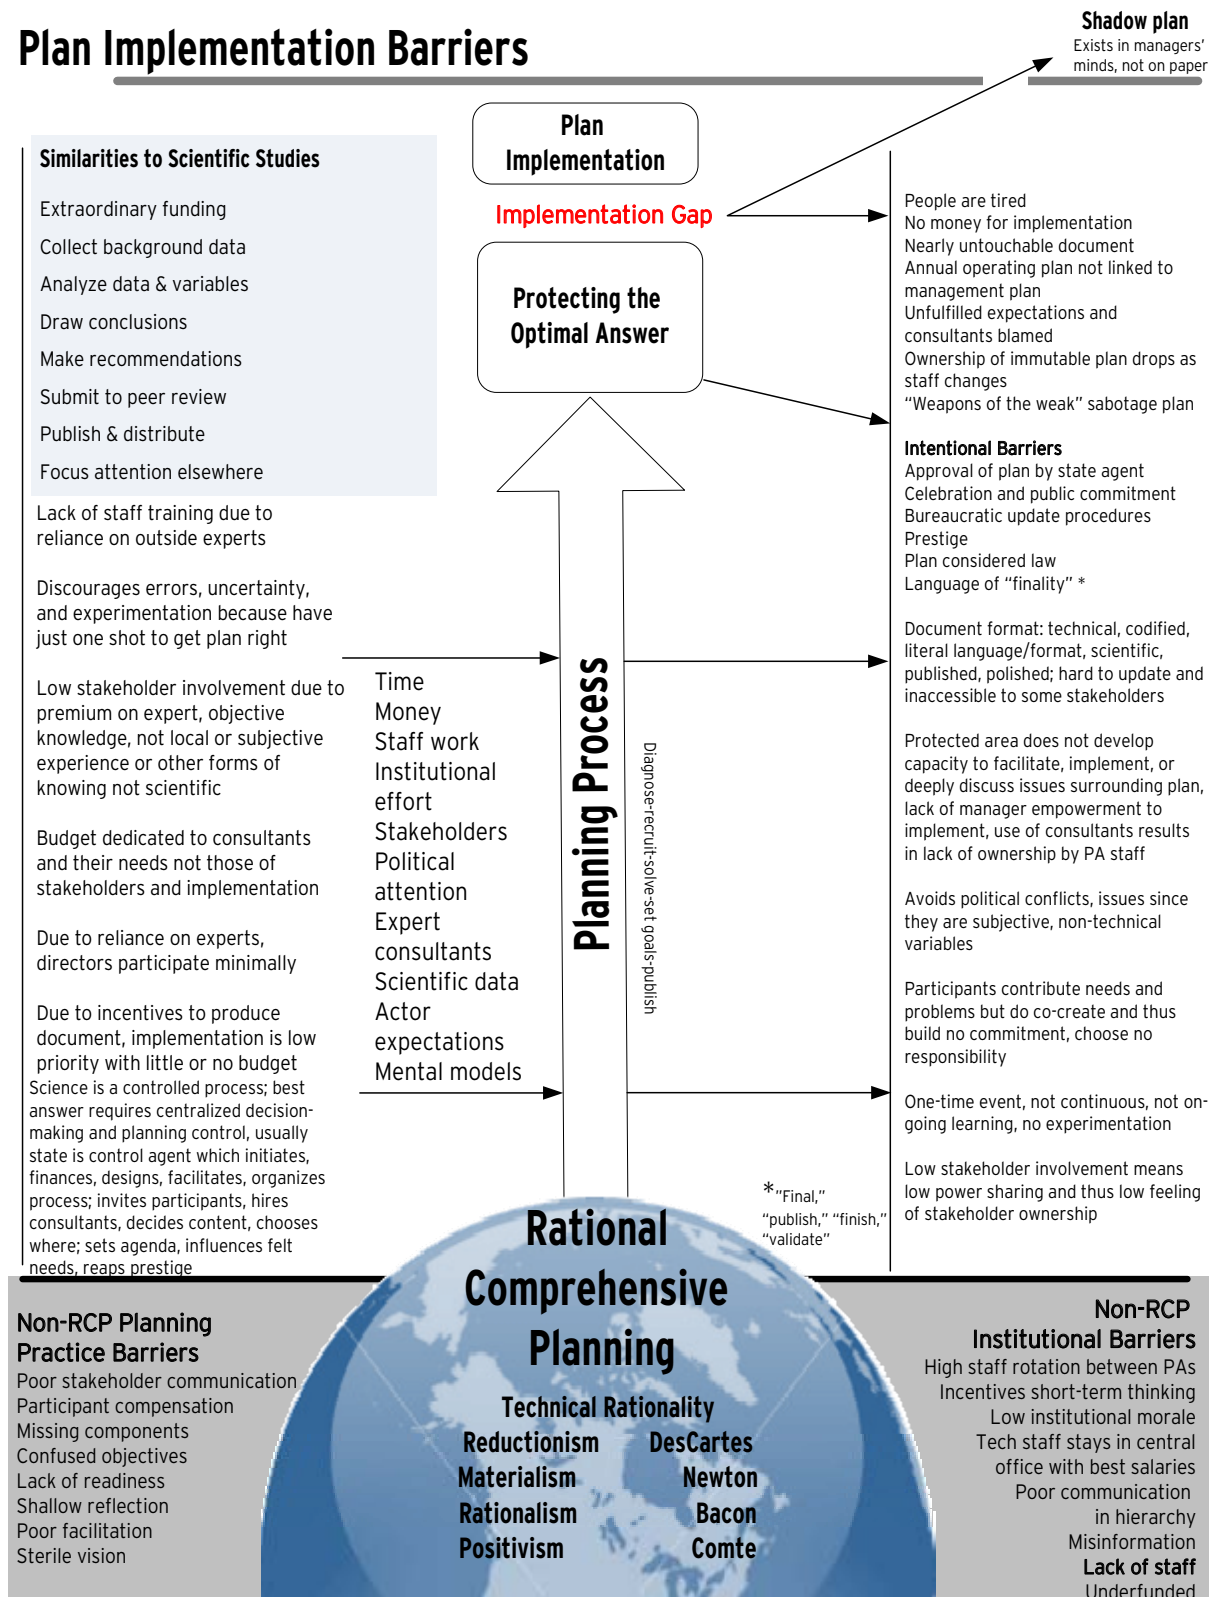 Plan Implementation Barriers
Shadow plan
Exists in managers'
minds, not on paper
Plan
Implementation
Implementation Gap
Protecting the
Optimal Answer
Similarities to Scientific Studies
Extraordinary funding
Collect background data
Analyze data & variables
Draw conclusions
Make recommendations
Submit to peer review
Publish & distribute
Focus attention elsewhere
Lack of staff training due to
reliance on outside experts
Discourages errors, uncertainty,
and experimentation because have
just one shot to get plan right
Low stakeholder involvement due to
premium on expert, objective
knowledge, not local or subjective
experience or other forms of
knowing not scientific
Budget dedicated to consultants
and their needs not those of
stakeholders and implementation
Due to reliance on experts,
directors participate minimally
Due to incentives to produce
document, implementation is low
priority with little or no budget
Science is a controlled process; best
answer requires centralized decision-
making and planning control, usually
state is control agent which initiates,
finances, designs, facilitates, organizes
process; invites participants, hires
consultants, decides content, chooses
where; sets agenda, influences felt
needs, reaps prestige
Time
Money
Staff work
Institutional
effort
Stakeholders
Political
attention
Expert
consultants
Scientific data
Actor
expectations
Mental models
Planning Process
Diagnose-recruit-solve-set goals-publish
People are tired
No money for implementation
Nearly untouchable document
Annual operating plan not linked to
management plan
Unfulfilled expectations and
consultants blamed
Ownership of immutable plan drops as
staff changes
“Weapons of the weak” sabotage plan
Intentional Barriers
Approval of plan by state agent
Celebration and public commitment
Bureaucratic update procedures
Prestige
Plan considered law
Language of “finality” *
Document format: technical, codified,
literal language/format, scientific,
published, polished; hard to update and
inaccessible to some stakeholders
Protected area does not develop
capacity to facilitate, implement, or
deeply discuss issues surrounding plan,
lack of manager empowerment to
implement, use of consultants results
in lack of ownership by PA staff
Avoids political conflicts, issues since
they are subjective, non-technical
variables
Participants contribute needs and
problems but do co-create and thus
build no commitment, choose no
responsibility
One-time event, not continuous, not on-
going learning, no experimentation
Low stakeholder involvement means
low power sharing and thus low feeling
of stakeholder ownership
*”Final,”
“publish,” “finish,”
“validate”
Rational
Comprehensive
Planning
Technical Rationality
Reductionism DesCartes
Materialism Newton
Rationalism Bacon
Positivism Comte
Non-RCP Planning
Practice Barriers
Poor stakeholder communication
Participant compensation
Missing components
Confused objectives
Lack of readiness
Shallow reflection
Poor facilitation
Sterile vision
Non-RCP
Institutional Barriers
High staff rotation between PAs
Incentives short-term thinking
Low institutional morale
Tech staff stays in central
office with best salaries
Poor communication
in hierarchy
Misinformation
Lack of staff
Underfunded